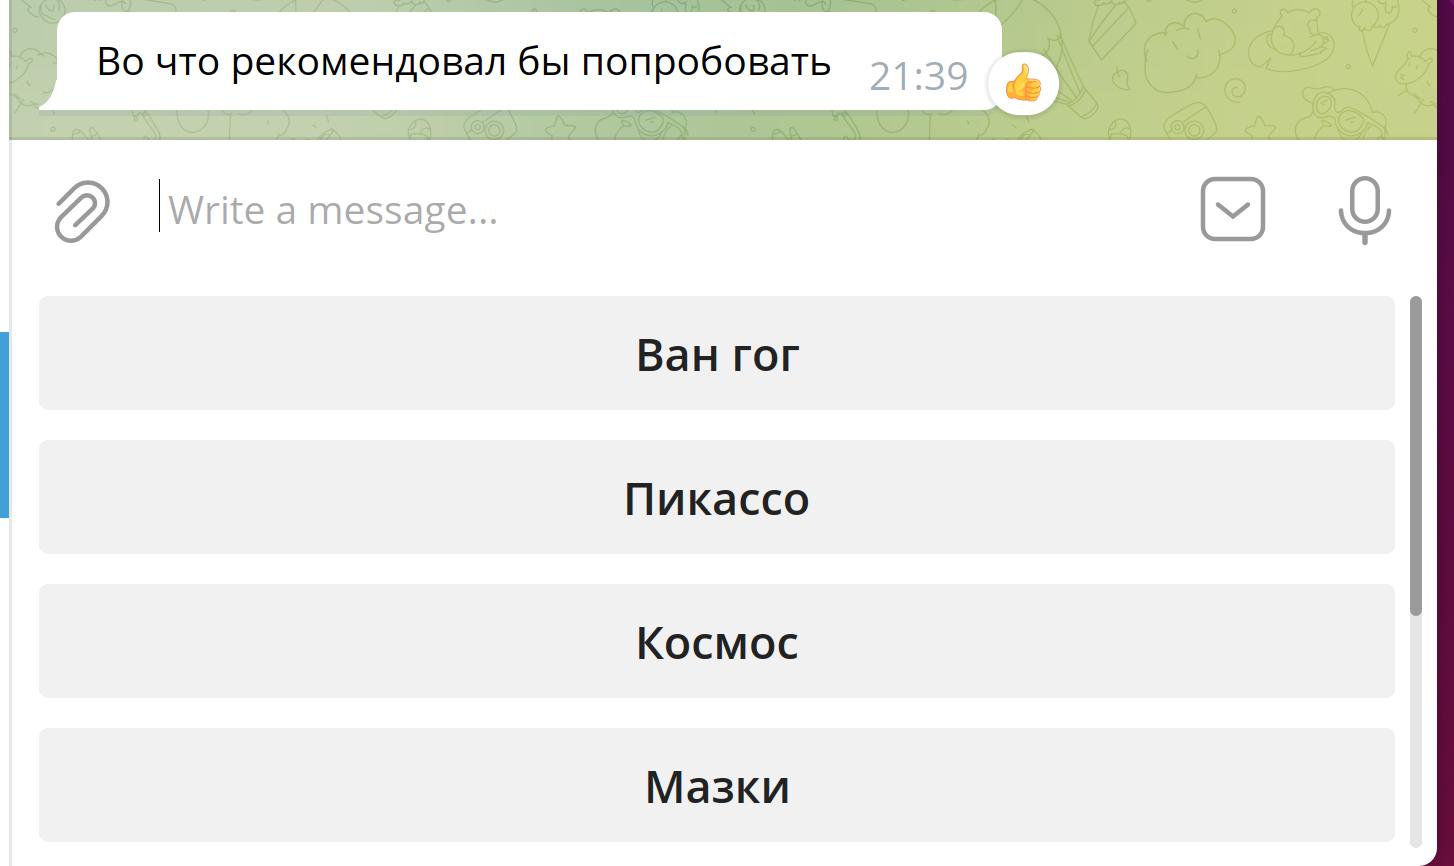 Во что рекомендовал бы попробовать
21:39
Write a message...
Ван гог
Пикассо
Космос
Мазки